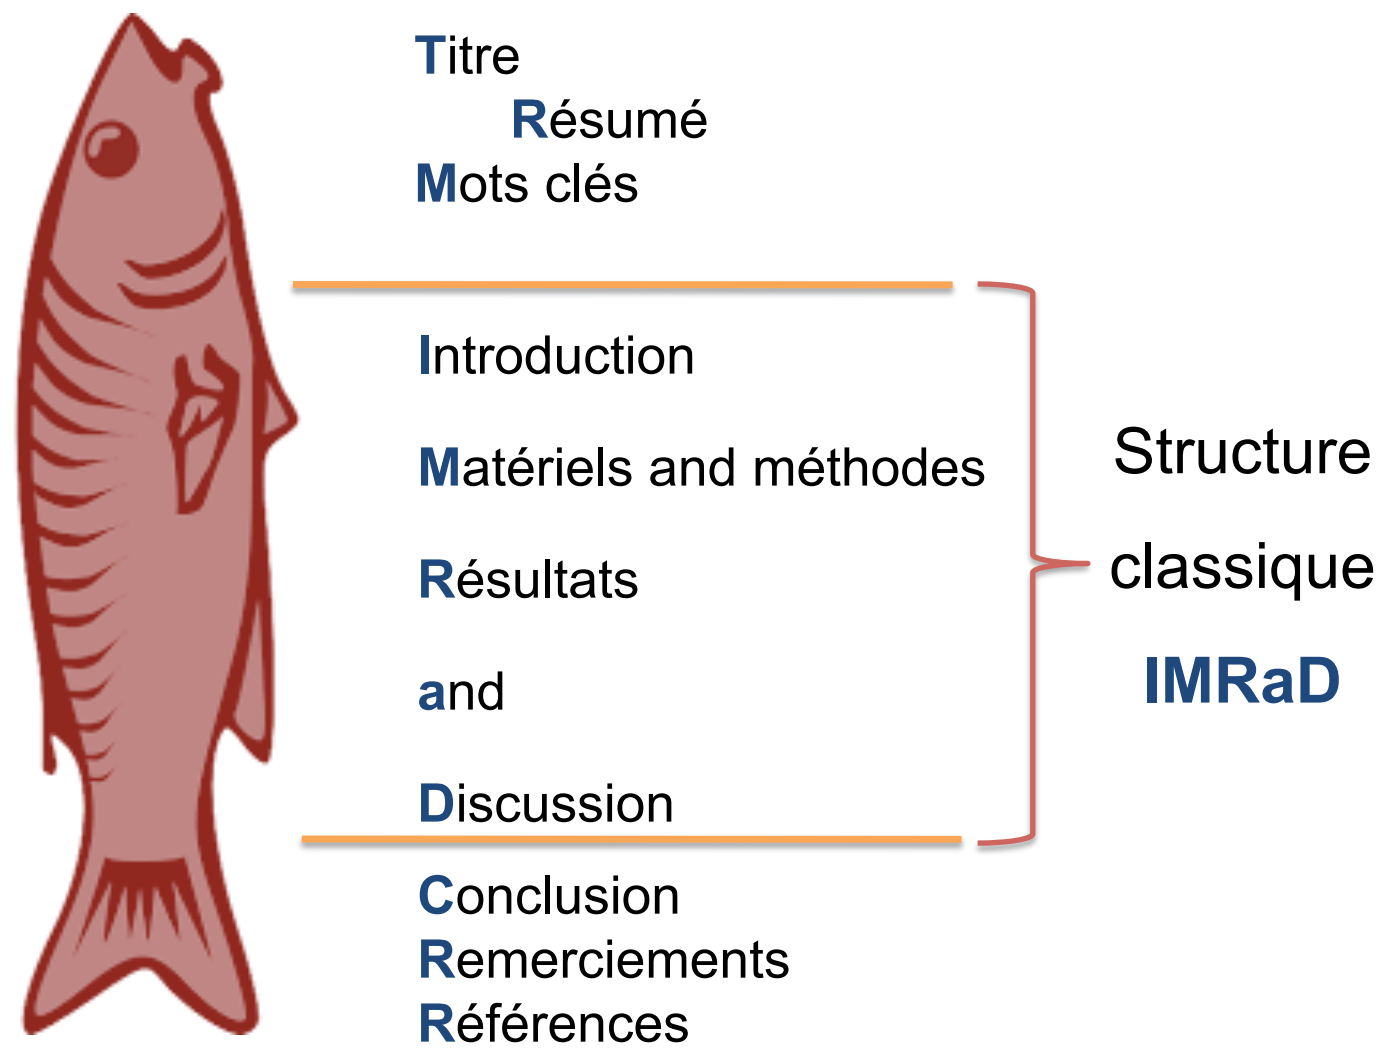 Titre
Résumé
Mots clés
Introduction
Matériels and méthodes
Résultats
and
Discussion
Conclusion
Remerciements
Références
Structure
classique
IMRaD